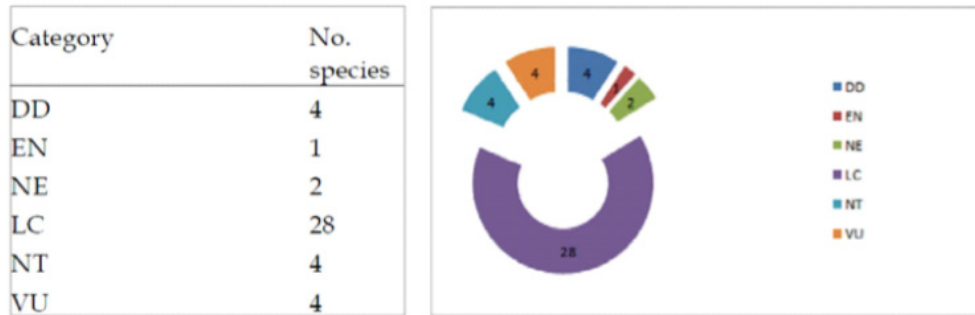 Category No. species
DD 4
EN 1
NE 2
LC 28
NT 4
VU 4
4
4
4
1
2
28
DD
EN
NE
LC
NT
VU